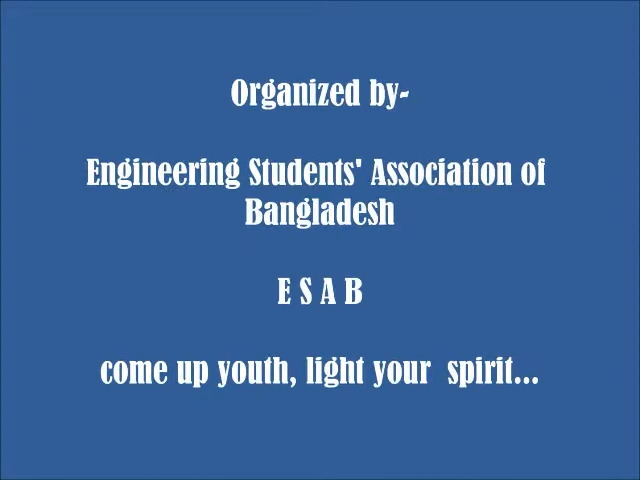 Organized by-
Engineering Students' Association of
Bangladesh
E S A B
come up youth, light your  spirit...